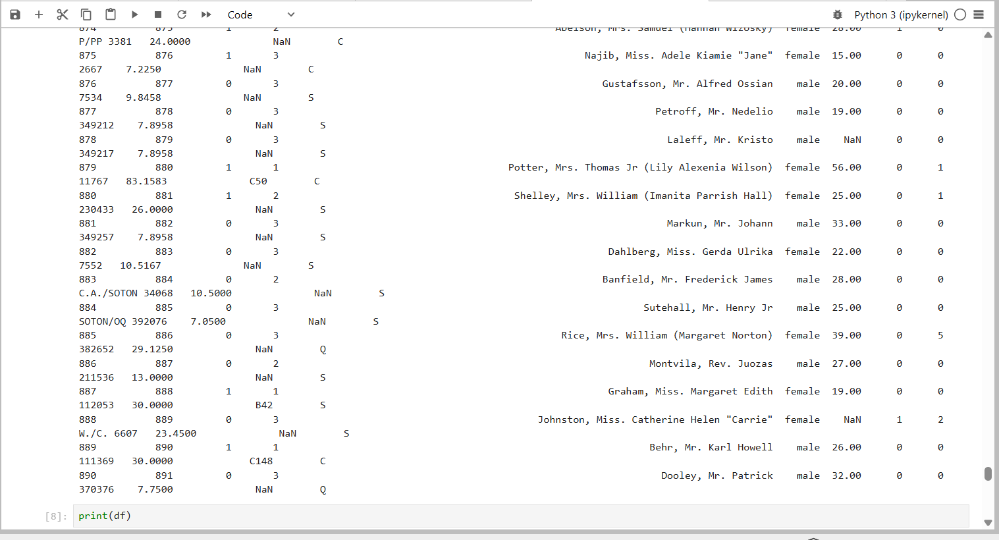 Code Python 3 (ipykernel)
874 875 1 2 Abelson, Mrs. Samuel (Hannah Wizosky) female 28.00 1 0
P/PP 3381 24.0000 NaN C
875 876 1 3 Najib, Miss. Adele Kiamie "Jane" female 15.00 0 0
2667 7.2250 NaN C
876 877 0 3 Gustafsson, Mr. Alfred Ossian male 20.00 0 0
7534 9.8458 NaN S
877 878 0 3 Petroff, Mr. Nedelio male 19.00 0 0
349212 7.8958 NaN S
878 879 0 3 Laleff, Mr. Kristo male NaN 0 0
349217 7.8958 NaN S
879 880 1 1 Potter, Mrs. Thomas Jr (Lily Alexenia Wilson) female 56.00 0 1
11767 83.1583 C50 C
880 881 1 2 Shelley, Mrs. William (Imanita Parrish Hall) female 25.00 0 1
230433 26.0000 NaN S
881 882 0 3 Markun, Mr. Johann male 33.00 0 0
349257 7.8958 NaN S
882 883 0 3 Dahlberg, Miss. Gerda Ulrika female 22.00 0 0
7552 10.5167 NaN S
883 884 0 2 Banfield, Mr. Frederick James male 28.00 0 0
C.A./SOTON 34068 10.5000 NaN S
884 885 0 3 Sutehall, Mr. Henry Jr male 25.00 0 0
SOTON/OQ 392076 7.0500 NaN S
885 886 0 3 Rice, Mrs. William (Margaret Norton) female 39.00 0 5
382652 29.1250 NaN Q
886 887 0 2 Montvila, Rev. Juozas male 27.00 0 0
211536 13.0000 NaN S
887 888 1 1 Graham, Miss. Margaret Edith female 19.00 0 0
112053 30.0000 B42 S
888 889 0 3 Johnston, Miss. Catherine Helen "Carrie" female NaN 1 2
W./C. 6607 23.4500 NaN S
889 890 1 1 Behr, Mr. Karl Howell male 26.00 0 0
111369 30.0000 C148 C
890 891 0 3 Dooley, Mr. Patrick male 32.00 0 0
370376 7.7500 NaN Q
[8]: print(df)